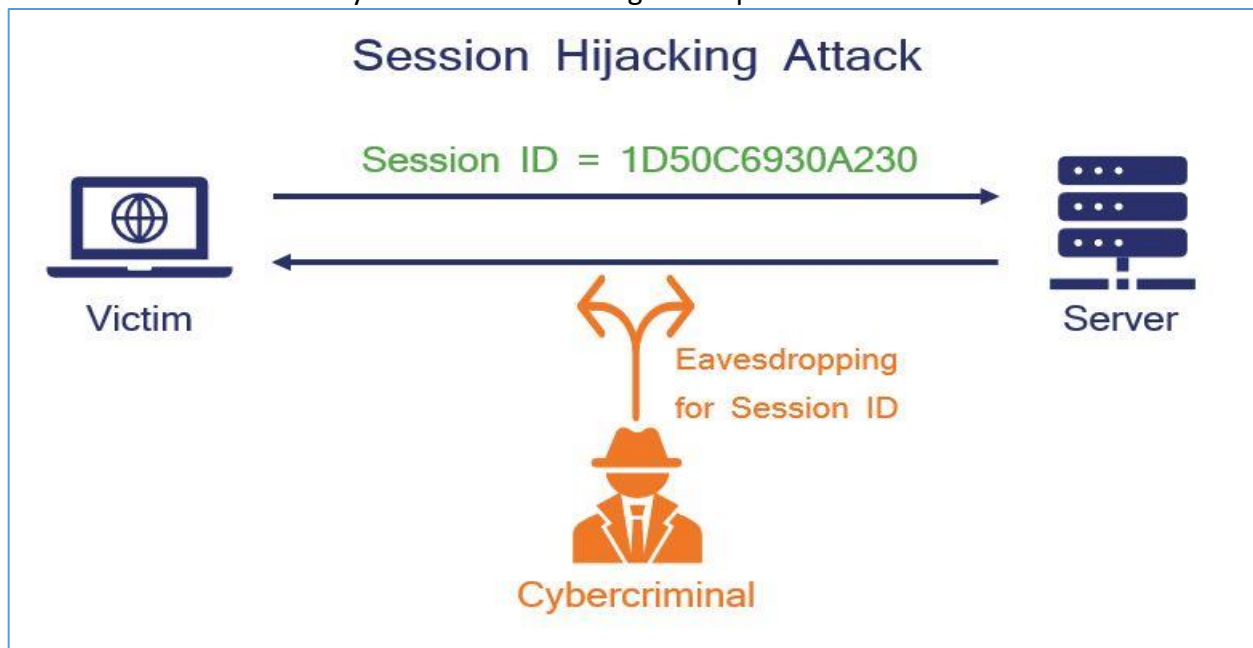 Session Hijacking Attack
Session ID = 1D50C6930A230
Victim
Server
Eavesdropping
for Session ID
Cybercriminal